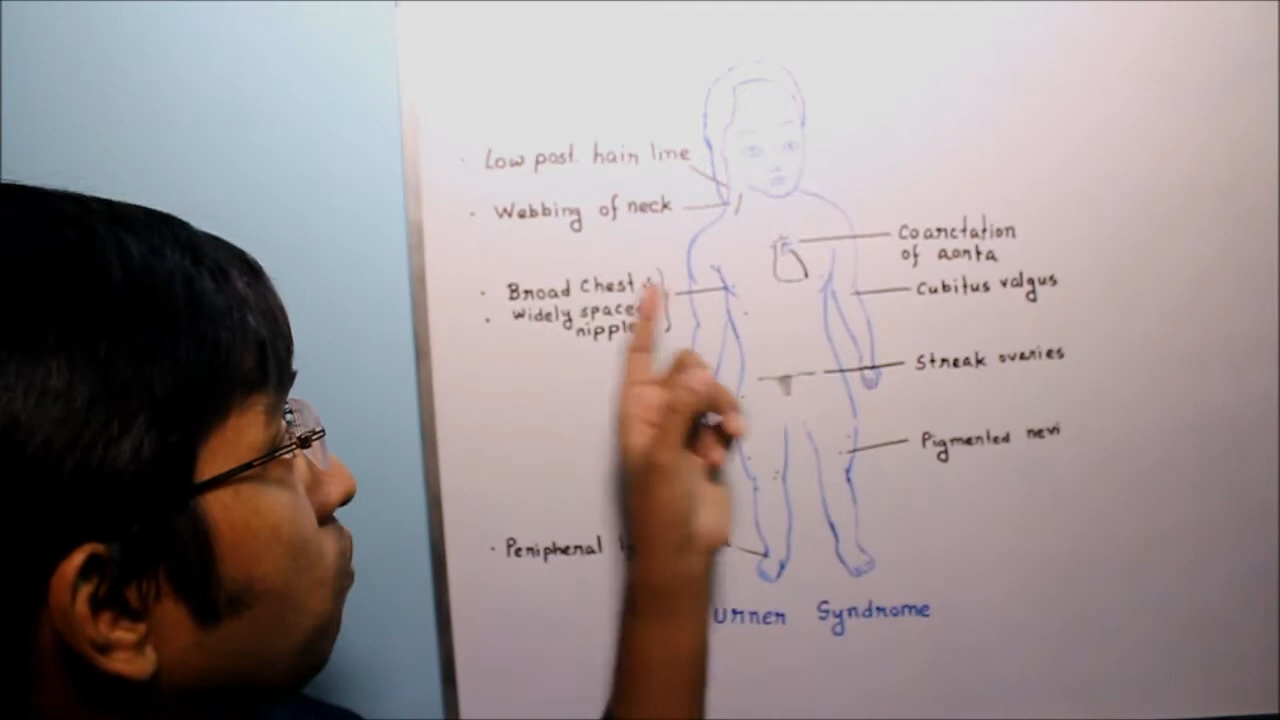 · Low post. hair line
· Webbing of neck
· Broad Chest &
· Widely spaced
nipple
· Peripheral
Coarctation
of aorta
Cubitus valgus
Streak ovaries
Pigmented nevi
urner Syndrome